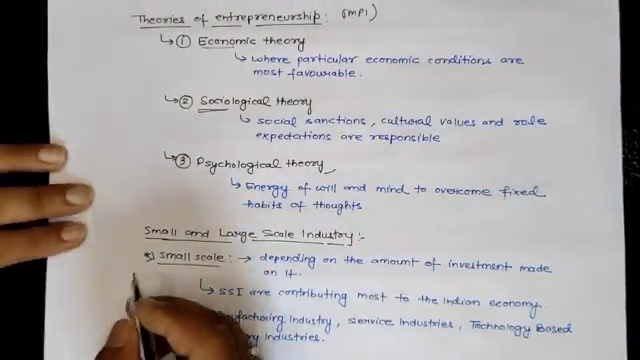 Theories of entrepreneurship: (MP1)
↳ ① Economic theory
↳ where particular economic conditions are
most favourable.
↳ ② Sociological theory
↳ social sanctions, cultural values and role
expectations are responsible
↳ ③ Psychological theory
↳ Energy of will and mind to overcome fixed
habits of thoughts.
Small and Large Scale Industry:-
*) small scale: → depending on the amount of investment made
on it.
↳ SSI are contributing most to the Indian economy.
Industry, service industries, Technology Based
Industries.